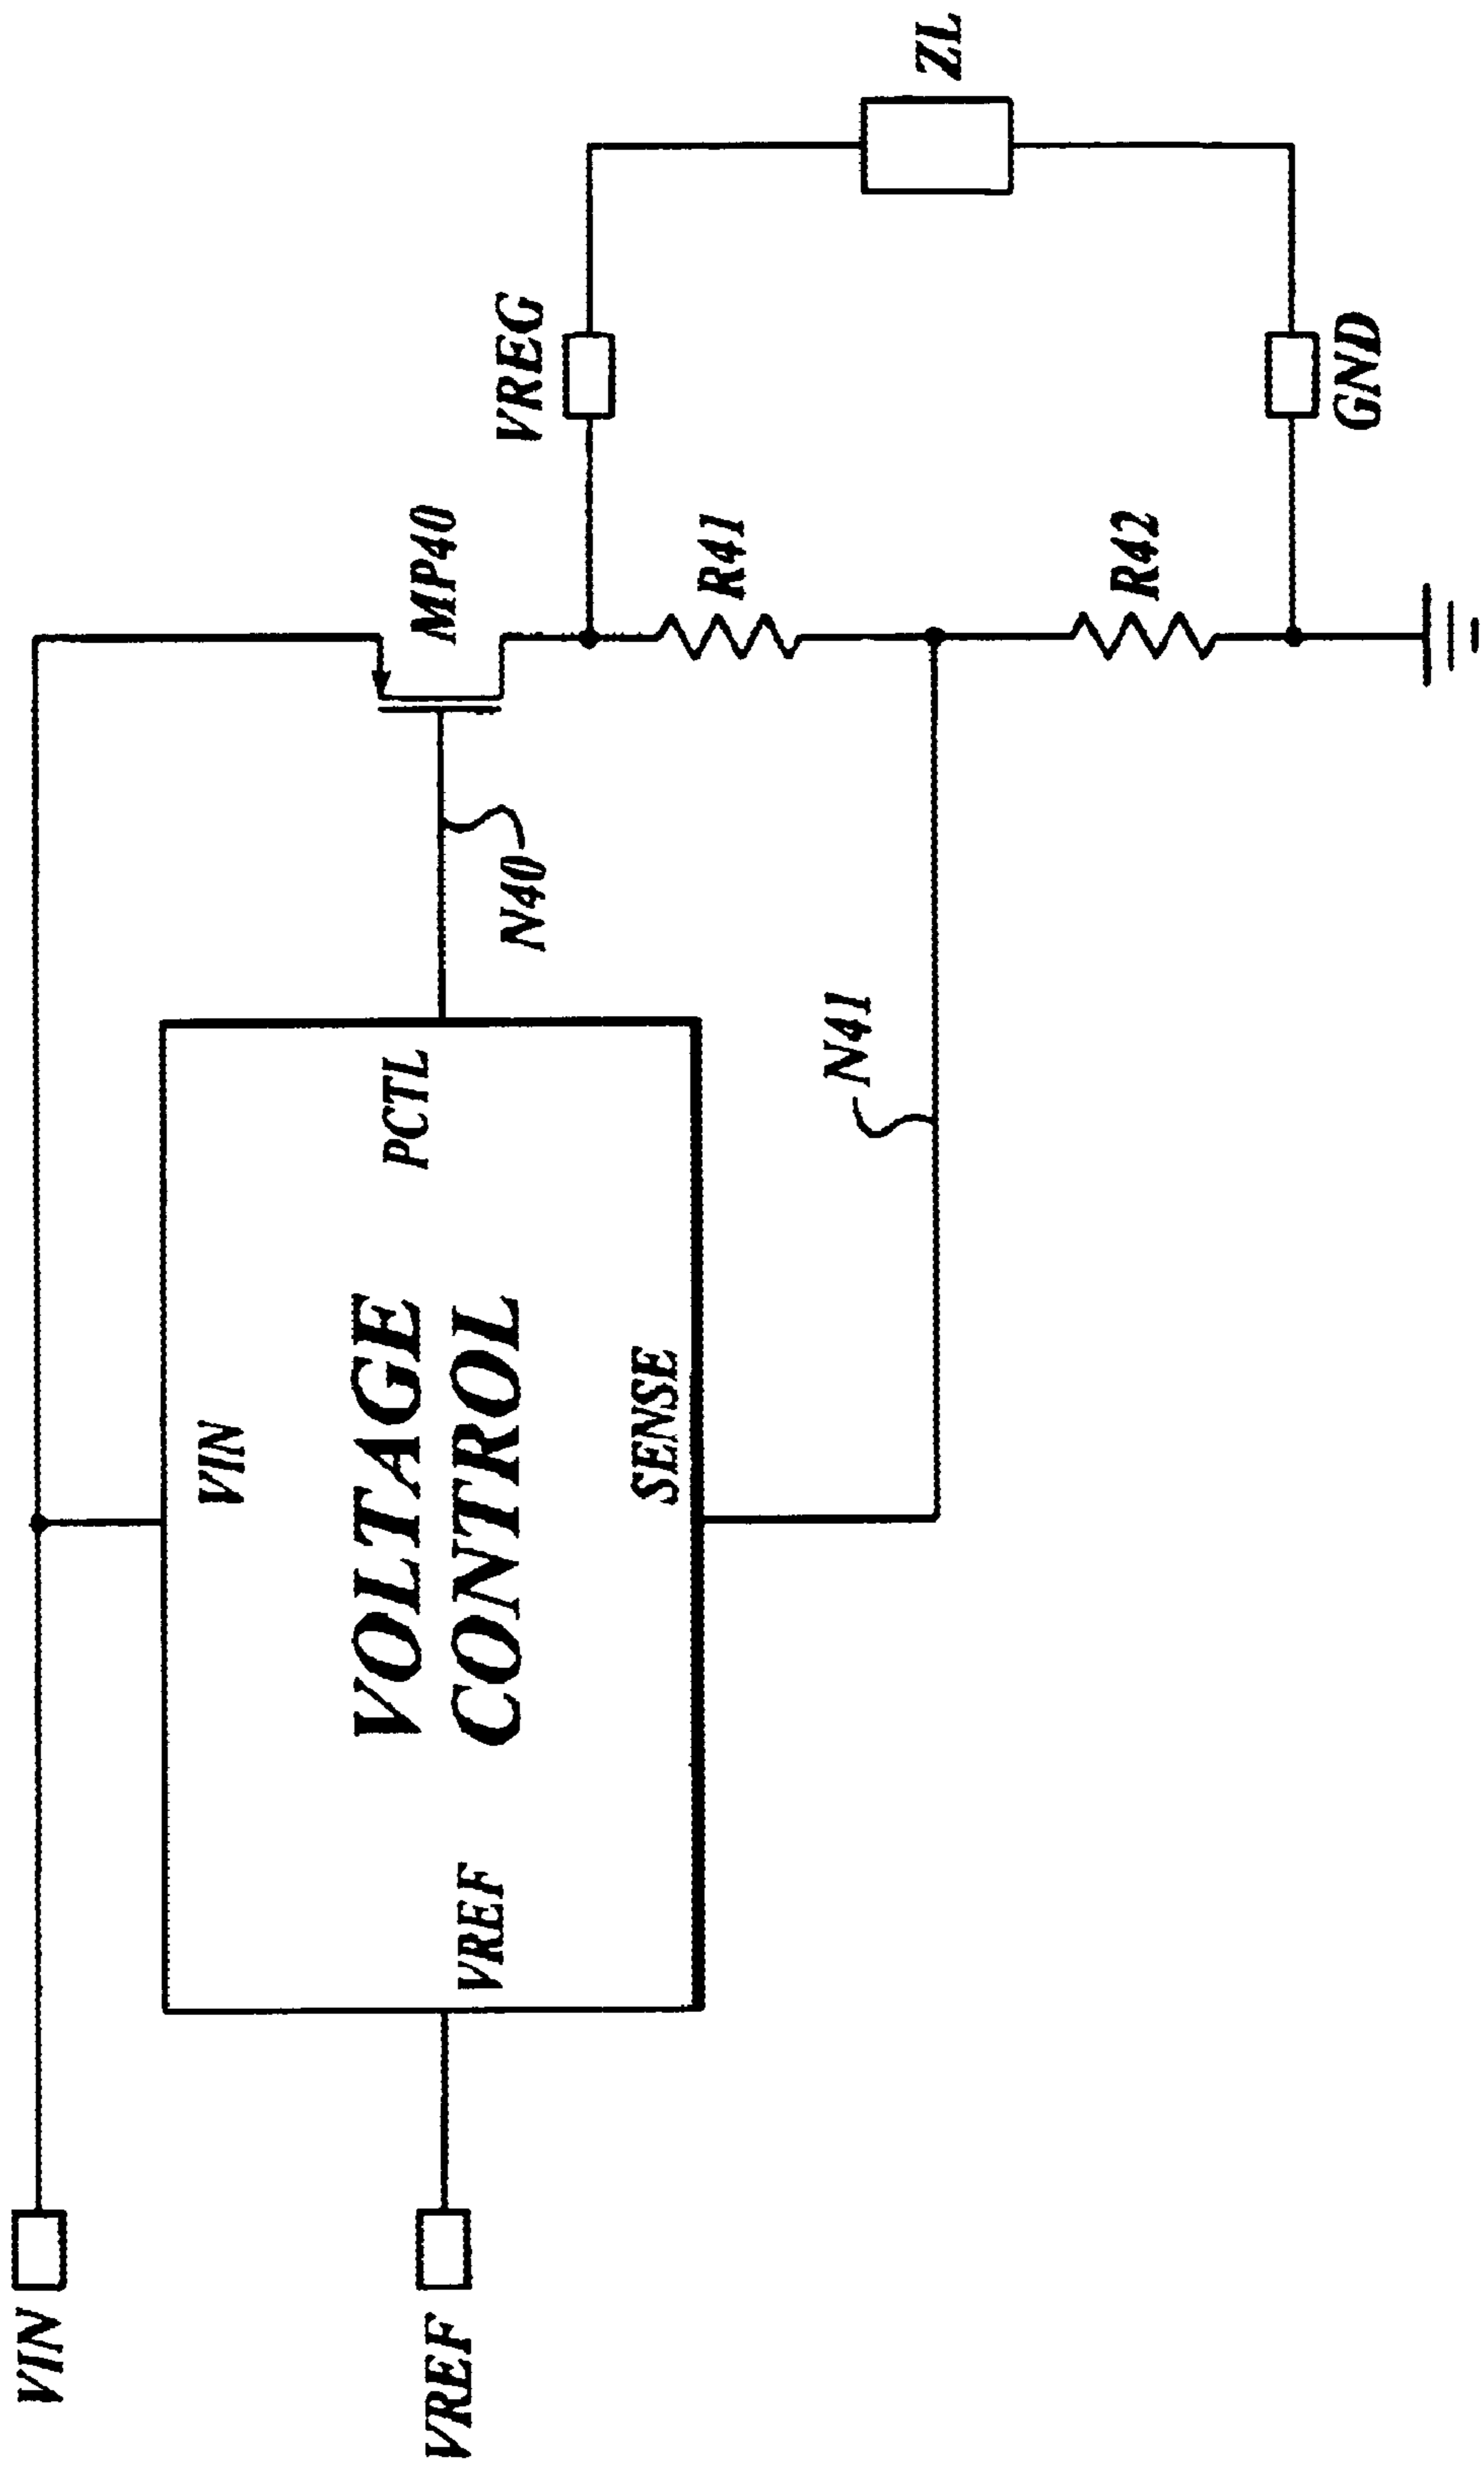 VIN
VIN
MP40
VREG
ZL
VOLTAGE
CONTROL
VREF
VREF
PCTL
N40
R41
SENSE
N41
R42
GND